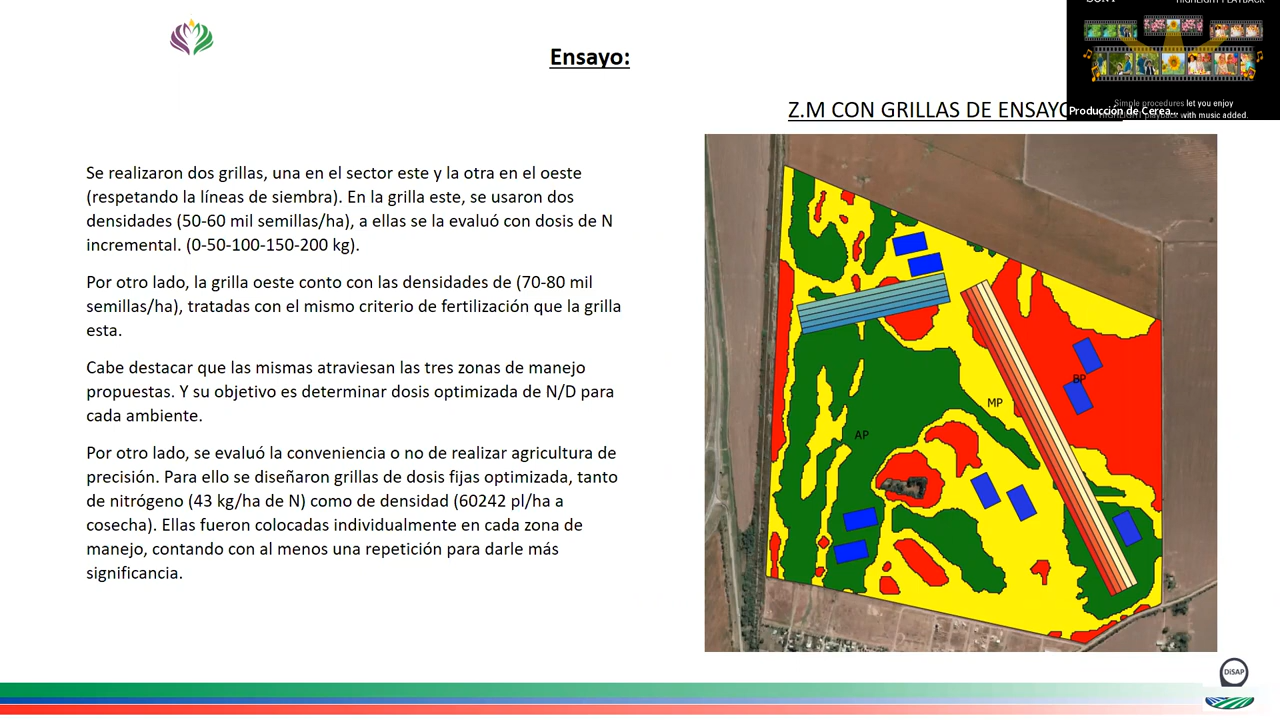 SONY
HIGHLIGHT PLAYBACK
Ensayo:
Simple procedures let you enjoy
HIGHLIGHT playback with music added.
Producción de Cerea...
Z.M CON GRILLAS DE ENSAYO
Se realizaron dos grillas, una en el sector este y la otra en el oeste
(respetando la líneas de siembra). En la grilla este, se usaron dos
densidades (50-60 mil semillas/ha), a ellas se la evaluó con dosis de N
incremental. (0-50-100-150-200 kg).
Por otro lado, la grilla oeste conto con las densidades de (70-80 mil
semillas/ha), tratadas con el mismo criterio de fertilización que la grilla
esta.
Cabe destacar que las mismas atraviesan las tres zonas de manejo
propuestas. Y su objetivo es determinar dosis optimizada de N/D para
cada ambiente.
Por otro lado, se evaluó la conveniencia o no de realizar agricultura de
precisión. Para ello se diseñaron grillas de dosis fijas optimizada, tanto
de nitrógeno (43 kg/ha de N) como de densidad (60242 pl/ha a
cosecha). Ellas fueron colocadas individualmente en cada zona de
manejo, contando con al menos una repetición para darle más
significancia.
BP
MP
AP
DiSAP